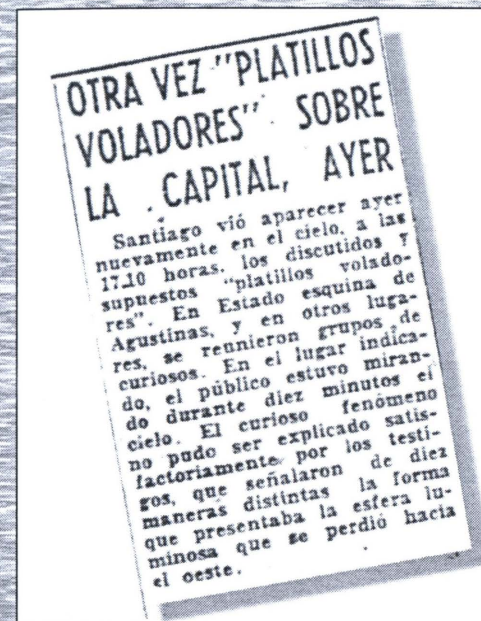 OTRA VEZ "PLATILLOS
VOLADORES" SOBRE
LA CAPITAL, AYER
Santiago vió aparecer ayer
nuevamente en el cielo, a las
17.10 horas, los discutidos y
supuestos "platillos volado-
res". En Estado esquina de
Agustinas, y en otros luga-
res, se reunieron grupos de
curiosos. En el lugar indica-
do, el público estuvo miran-
do durante diez minutos el
cielo. El curioso fenómeno
no pudo ser explicado satis-
factoriamente por los testi-
gos, que señalaron de diez
maneras distintas la forma
que presentaba la esfera lu-
minosa que se perdió hacia
el oeste.